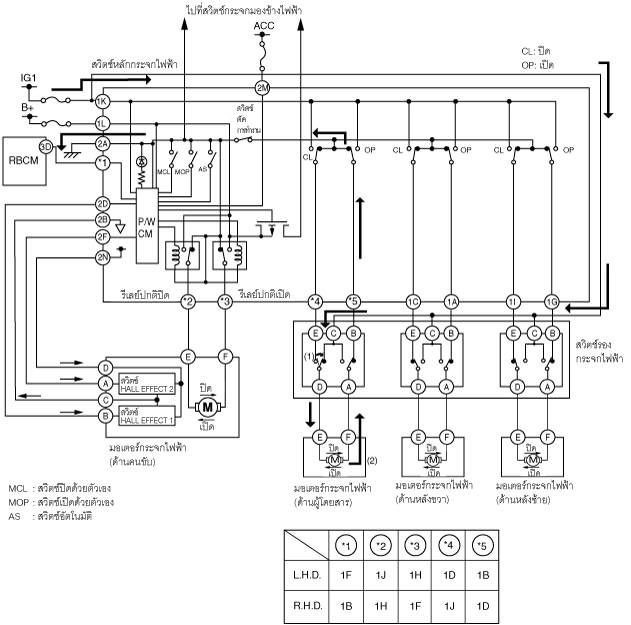 ไปที่สวิตช์กระจกมองข้างไฟฟ้า
ACC
สวิตช์หลักกระจกไฟฟ้า
CL: ปิด
OP: เปิด
IG1
B+
2M
1K
1L
2A
*1
RBCM
3D
สวิตช์
ตัด
การทำงาน
MCL
MOP
AS
CL
OP
CL
OP
CL
OP
2D
2B
2F
2N
P/W
CM
รีเลย์ปกติปิด
*2
*3
รีเลย์ปกติเปิด
*4
*5
1C
1A
1I
1G
E
C
B
E
C
B
E
C
B
(1)
D
A
D
A
D
A
สวิตช์รอง
กระจกไฟฟ้า
E
F
D
A
C
B
สวิตช์
HALL EFFECT 2
สวิตช์
HALL EFFECT 1
ปิด
M
เปิด
มอเตอร์กระจกไฟฟ้า
(ด้านคนขับ)
E
F
E
F
E
F
ปิด
M
เปิด
(2)
ปิด
M
เปิด
ปิด
M
เปิด
มอเตอร์กระจกไฟฟ้า
(ด้านผู้โดยสาร)
มอเตอร์กระจกไฟฟ้า
(ด้านหลังขวา)
มอเตอร์กระจกไฟฟ้า
(ด้านหลังซ้าย)
MCL : สวิตช์ปิดด้วยตัวเอง
MOP : สวิตช์เปิดด้วยตัวเอง
AS : สวิตช์อัตโนมัติ
*1 *2 *3 *4 *5
L.H.D. 1F 1J 1H 1D 1B
R.H.D. 1B 1H 1F 1J 1D